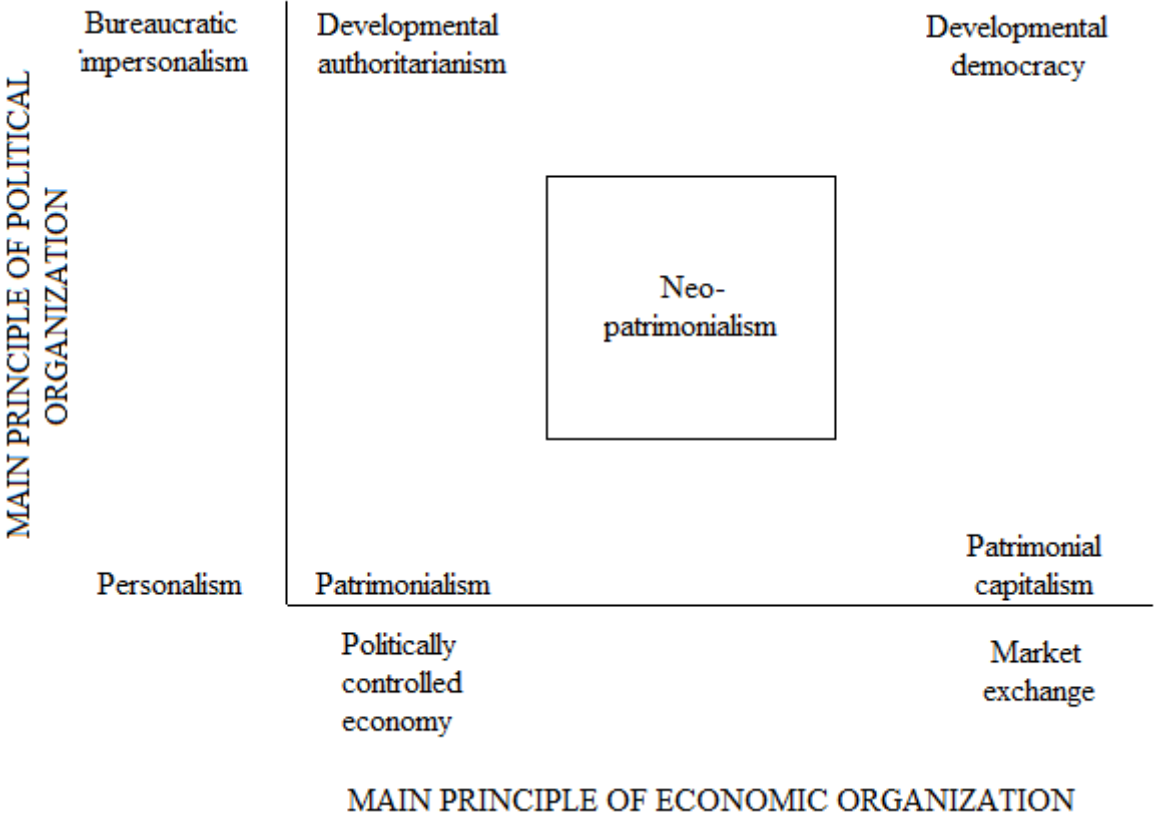 MAIN PRINCIPLE OF POLITICAL
ORGANIZATION
Bureaucratic
impersonalism
Developmental
authoritarianism
Developmental
democracy
Neo-
patrimonialism
Personalism
Patrimonialism
Patrimonial
capitalism
Politically
controlled
economy
Market
exchange
MAIN PRINCIPLE OF ECONOMIC ORGANIZATION